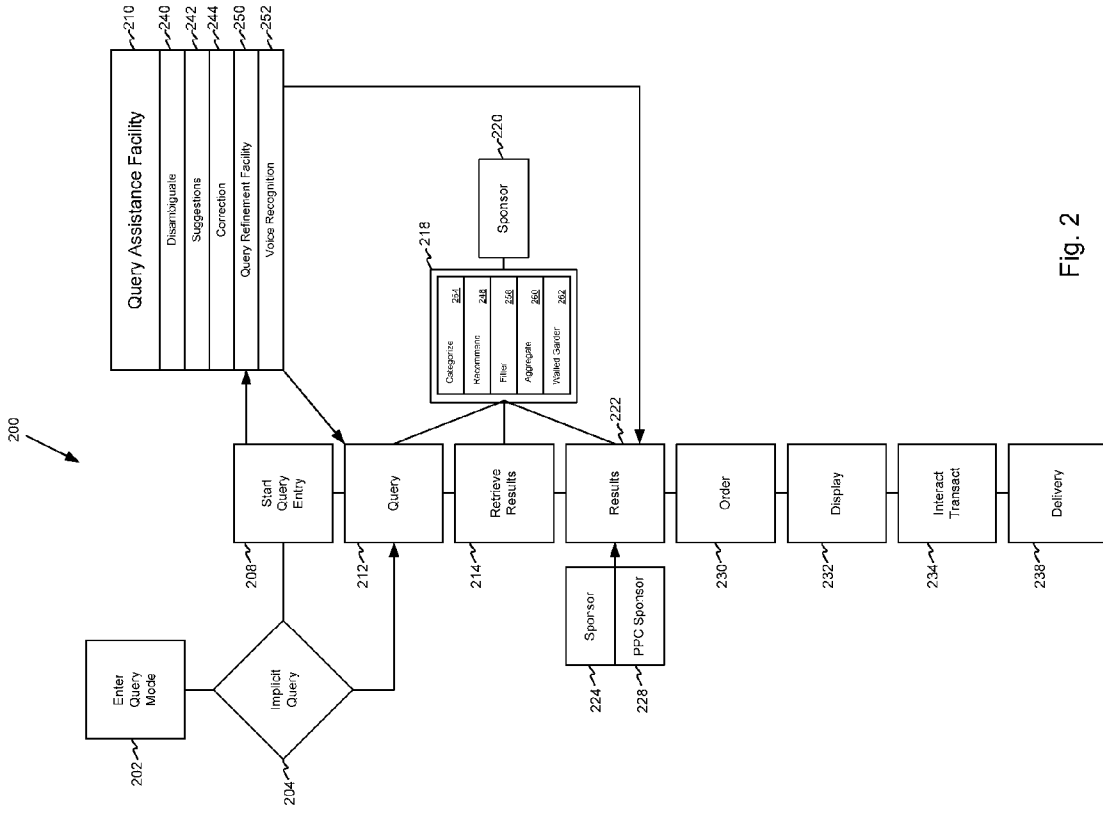 200
202
Enter
Query
Mode
204
Implicit
Query
208
Start
Query
Entry
210
Query Assistance Facility
240
Disambiguate
242
Suggestions
244
Correction
250
Query Refinement Facility
252
Voice Recognition
212
Query
214
Retrieve
Results
218
Categorize 254
Recommand 248
Filter 258
Aggregate 260
Walled Garder 262
220
Sponsor
222
Results
224
Sponsor
228
PPC Sponsor
230
Order
232
Display
234
Interact
Transact
238
Delivery
Fig. 2